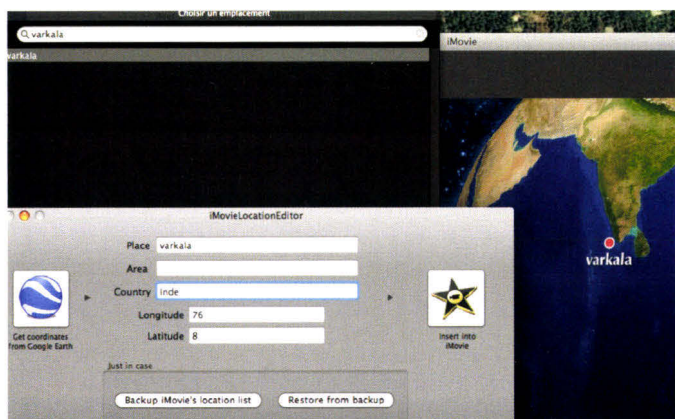 Choisir un emplacement
varkala
varkala
iMovie
varkala
iMovieLocationEditor
Place varkala
Area
Country inde
Longitude 76
Latitude 8
Get coordinates
from Google Earth
Insert into
iMovie
Just in case
Backup iMovie's location list
Restore from backup